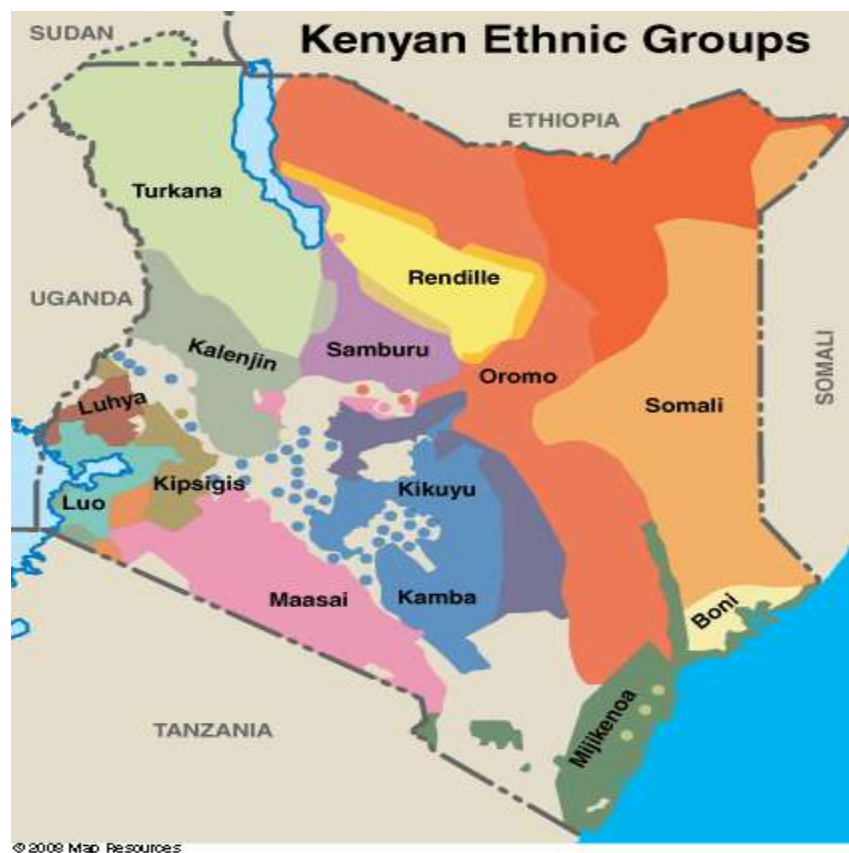 SUDAN
Kenyan Ethnic Groups
ETHIOPIA
Turkana
UGANDA
Rendille
Kalenjin
Samburu
Oromo
SOMALI
Luhya
Somali
Luo
Kipsigis
Kikuyu
Maasai
Kamba
Boni
Mijikenoa
TANZANIA
© 2008 Map Resources